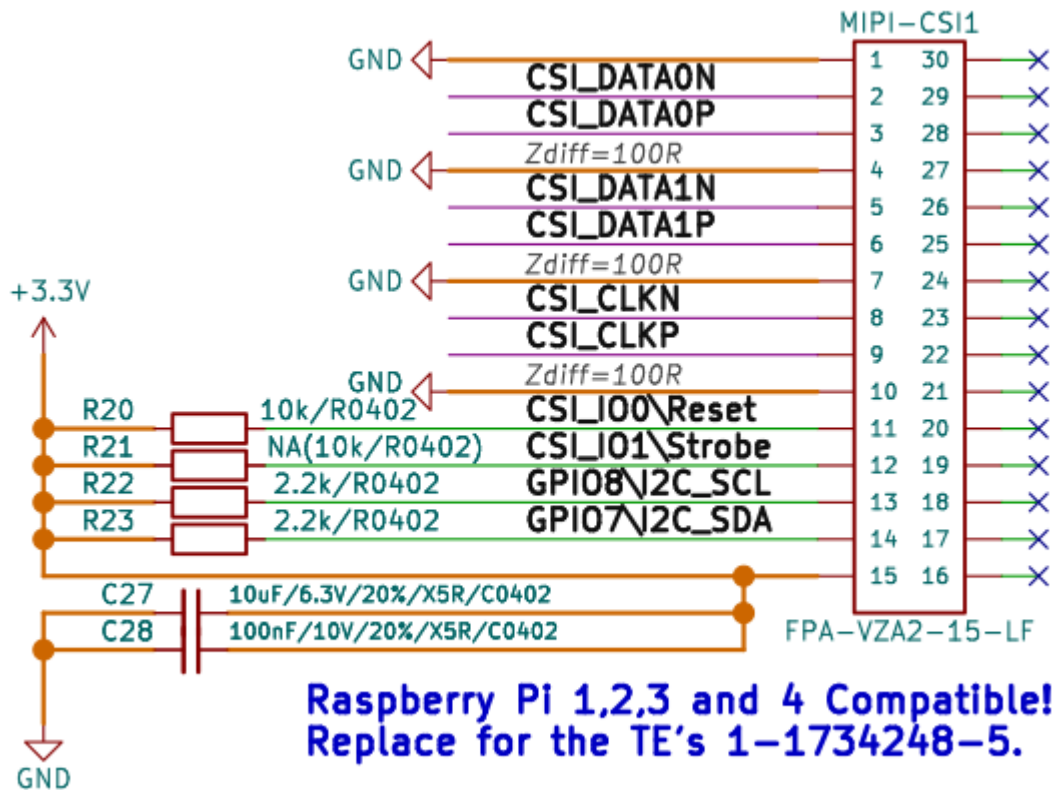 MIPI-CSI1
GND 1 30
CSI_DATA0N
2 29
CSI_DATA0P
3 28
Zdiff=100R
GND 4 27
CSI_DATA1N
5 26
CSI_DATA1P
6 25
Zdiff=100R
GND 7 24
+3.3V
CSI_CLKN
8 23
CSI_CLKP
9 22
Zdiff=100R
GND 10 21
R20 10k/R0402 CSI_IO0\Reset
11 20
R21 NA(10k/R0402) CSI_IO1\Strobe
12 19
R22 2.2k/R0402 GPIO8\I2C_SCL
13 18
R23 2.2k/R0402 GPIO7\I2C_SDA
14 17
15 16
C27 10uF/6.3V/20%/X5R/C0402
C28 100nF/10V/20%/X5R/C0402
FPA-VZA2-15-LF
Raspberry Pi 1,2,3 and 4 Compatible!
Replace for the TE's 1-1734248-5.
GND